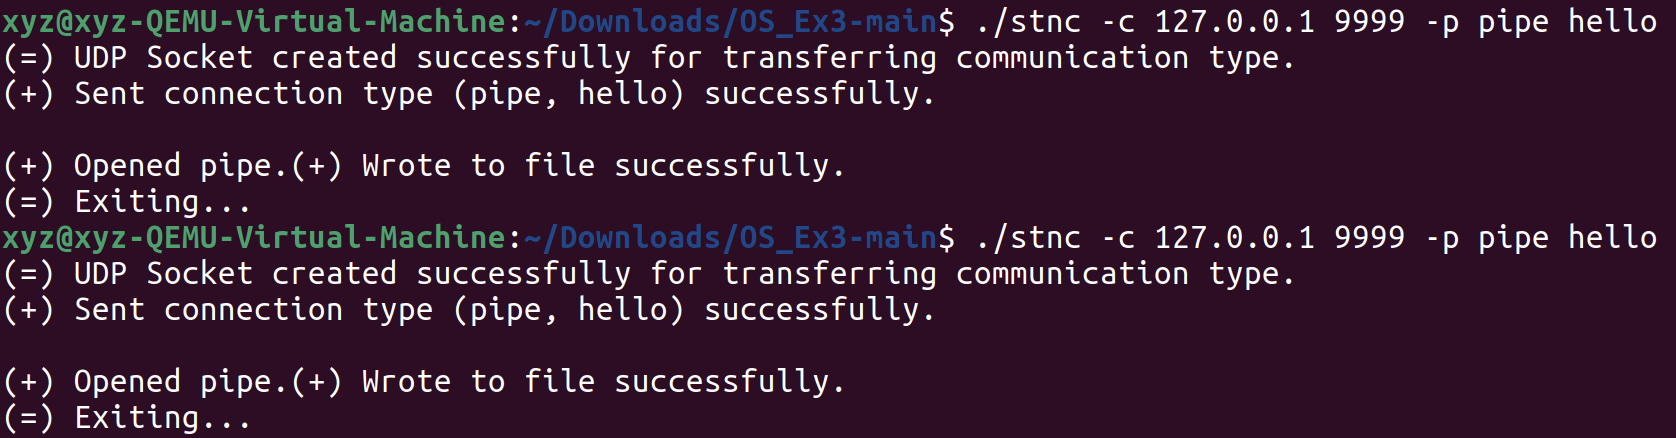 xyz@xyz-QEMU-Virtual-Machine:~/Downloads/OS_Ex3-main$ ./stnc -c 127.0.0.1 9999 -p pipe hello
(=) UDP Socket created successfully for transferring communication type.
(+) Sent connection type (pipe, hello) successfully.

(+) Opened pipe.(+) Wrote to file successfully.
(=) Exiting...
xyz@xyz-QEMU-Virtual-Machine:~/Downloads/OS_Ex3-main$ ./stnc -c 127.0.0.1 9999 -p pipe hello
(=) UDP Socket created successfully for transferring communication type.
(+) Sent connection type (pipe, hello) successfully.

(+) Opened pipe.(+) Wrote to file successfully.
(=) Exiting...